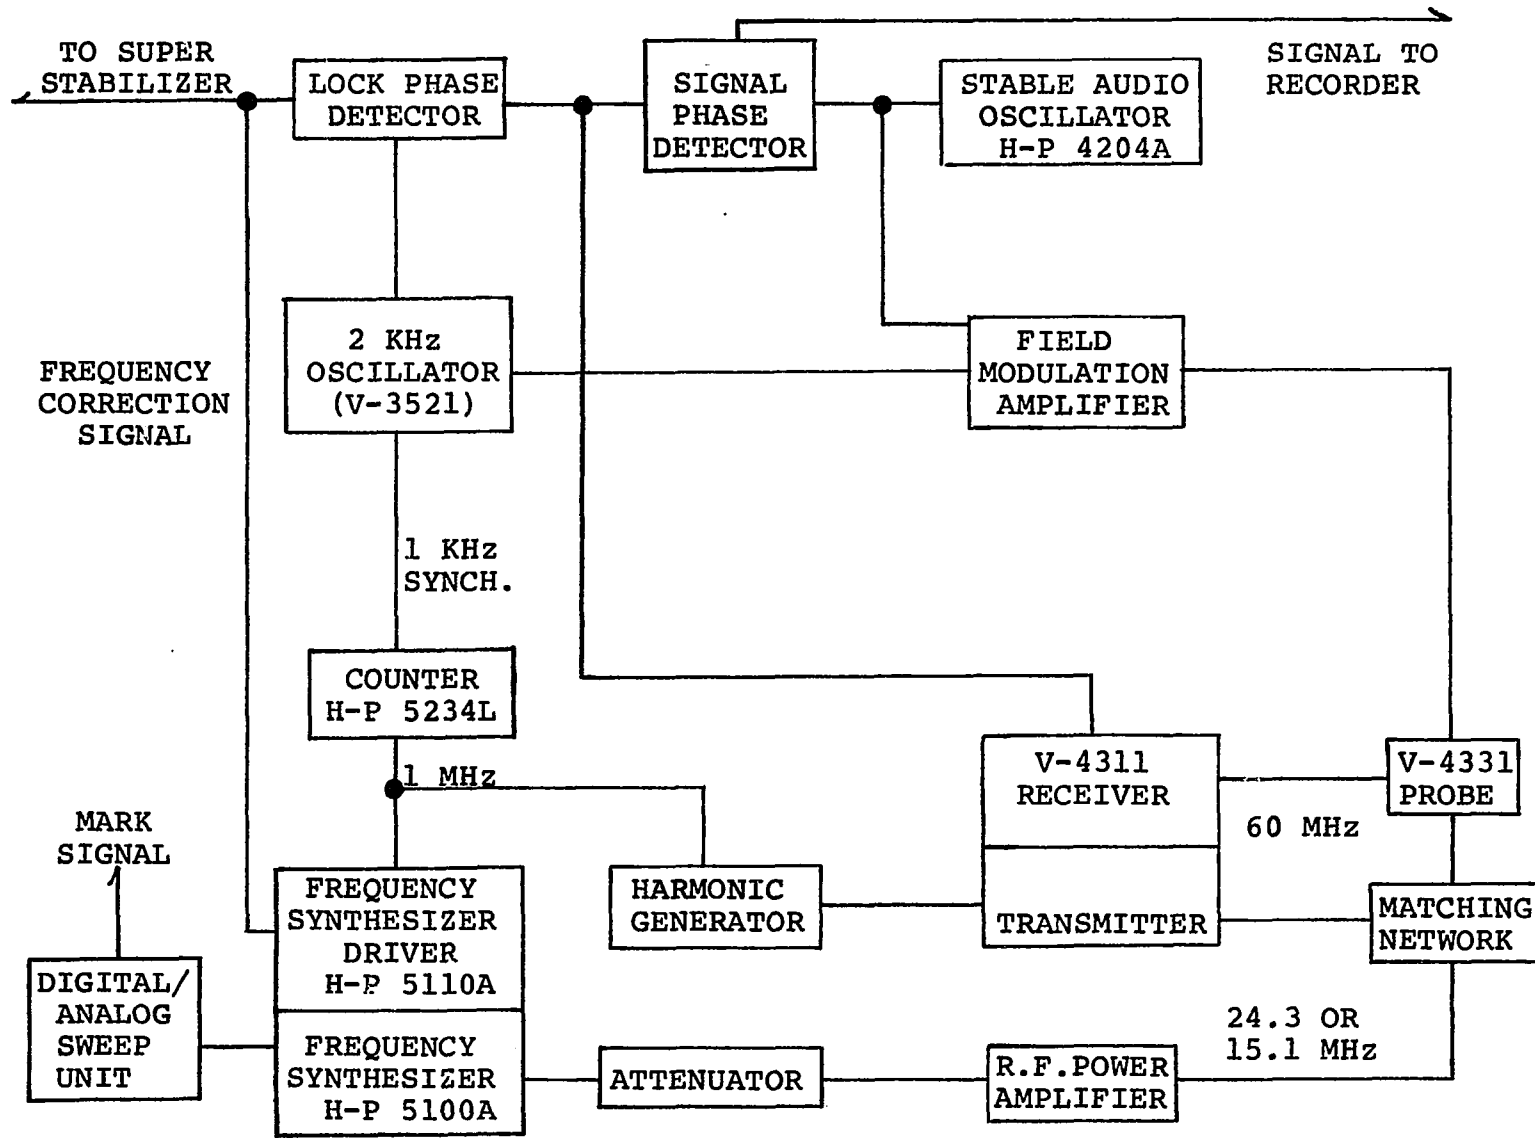 TO SUPER
STABILIZER
LOCK PHASE
DETECTOR
SIGNAL
PHASE
DETECTOR
STABLE AUDIO
OSCILLATOR
H-P 4204A
SIGNAL TO
RECORDER
FREQUENCY
CORRECTION
SIGNAL
2 KHz
OSCILLATOR
(V-3521)
FIELD
MODULATION
AMPLIFIER
1 KHz
SYNCH.
COUNTER
H-P 5234L
1 MHz
V-4311
RECEIVER
V-4331
PROBE
60 MHz
MARK
SIGNAL
FREQUENCY
SYNTHESIZER
DRIVER
H-P 5110A
HARMONIC
GENERATOR
TRANSMITTER
MATCHING
NETWORK
DIGITAL/
ANALOG
SWEEP
UNIT
FREQUENCY
SYNTHESIZER
H-P 5100A
ATTENUATOR
R.F.POWER
AMPLIFIER
24.3 OR
15.1 MHz